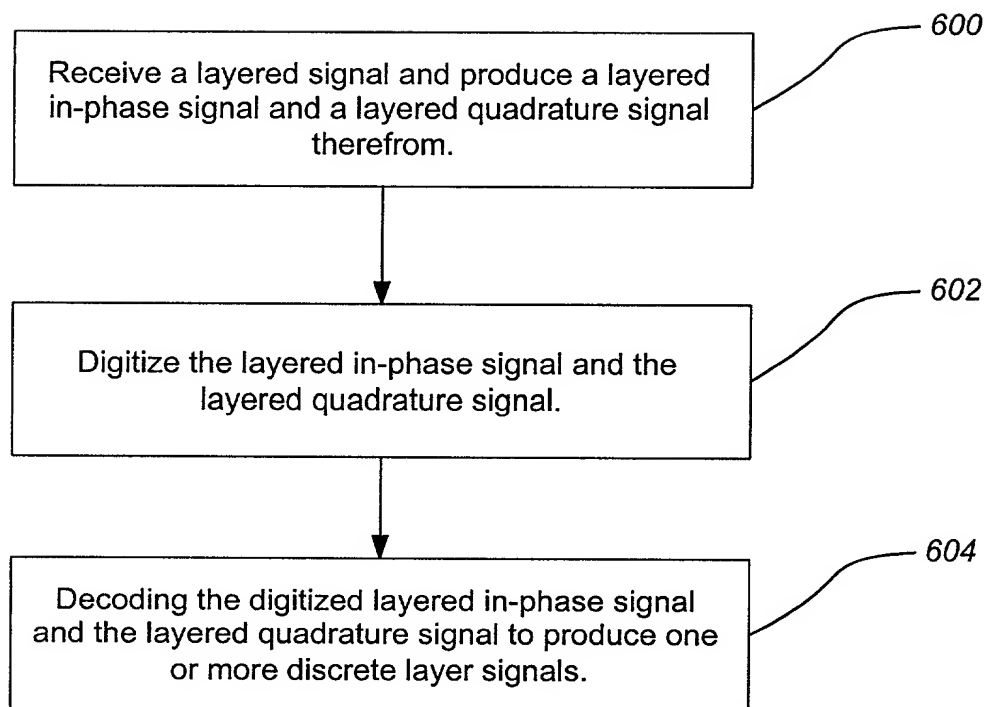 600
Receive a layered signal and produce a layered
in-phase signal and a layered quadrature signal
therefrom.
602
Digitize the layered in-phase signal and the
layered quadrature signal.
604
Decoding the digitized layered in-phase signal
and the layered quadrature signal to produce one
or more discrete layer signals.